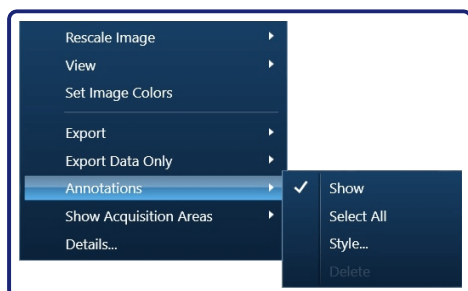 Rescale Image
View
Set Image Colors
Export
Export Data Only
Annotations
Show Acquisition Areas
Details...
Show
Select All
Style...
Delete